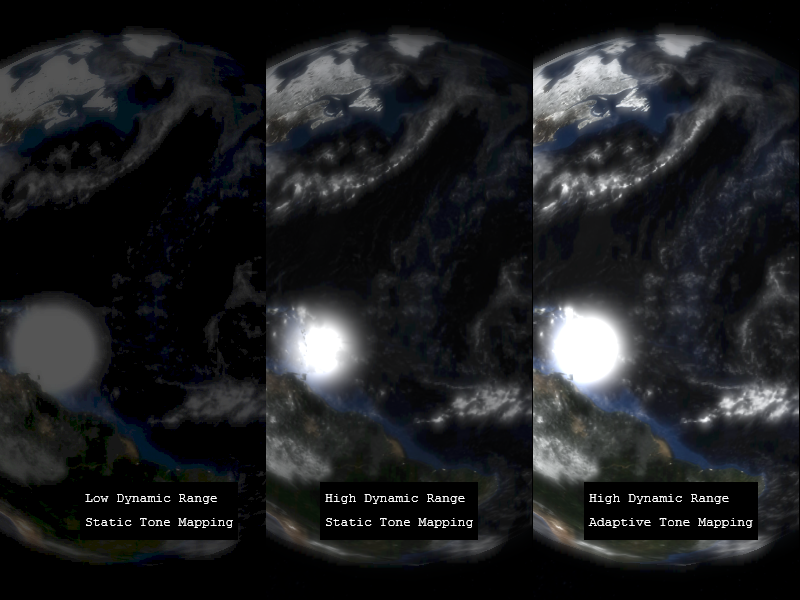 Low Dynamic Range
Static Tone Mapping
High Dynamic Range
Static Tone Mapping
High Dynamic Range
Adaptive Tone Mapping